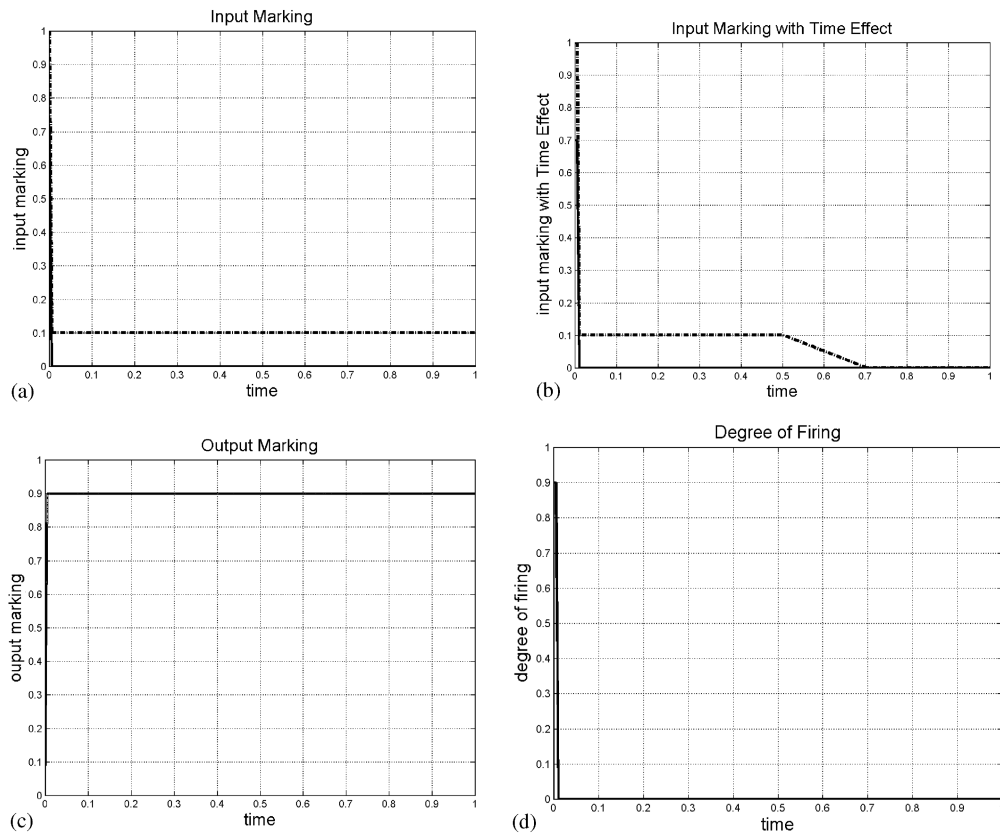 Input Marking
1
0.9
0.8
0.7
0.6
0.5
0.4
0.3
0.2
0.1
0
input marking
0 0.1 0.2 0.3 0.4 0.5 0.6 0.7 0.8 0.9 1
time
(a)
Input Marking with Time Effect
1
0.9
0.8
0.7
0.6
0.5
0.4
0.3
0.2
0.1
0
input marking with Time Effect
0 0.1 0.2 0.3 0.4 0.5 0.6 0.7 0.8 0.9 1
time
(b)
Output Marking
1
0.9
0.8
0.7
0.6
0.5
0.4
0.3
0.2
0.1
0
ouput marking
0 0.1 0.2 0.3 0.4 0.5 0.6 0.7 0.8 0.9 1
time
(c)
Degree of Firing
1
0.9
0.8
0.7
0.6
0.5
0.4
0.3
0.2
0.1
0
degree of firing
0.1 0.2 0.3 0.4 0.5 0.6 0.7 0.8 0.9
time
(d)